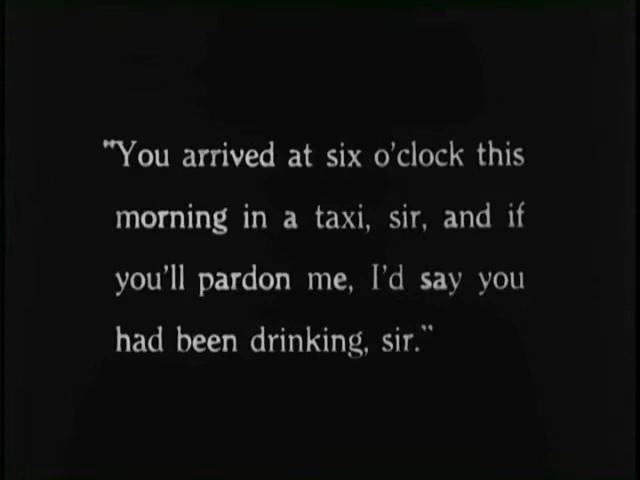 "You arrived at six o'clock this
morning in a taxi, sir, and if
you'll pardon me, I'd say you
had been drinking, sir."